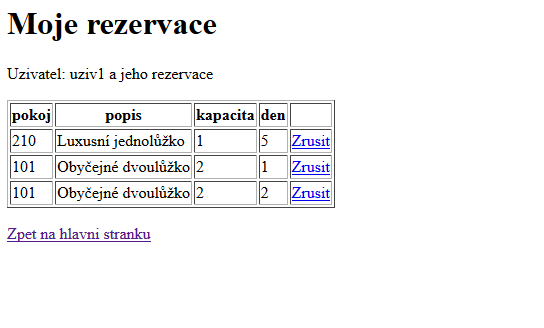 Moje rezervace
Uzivatel: uziv1 a jeho rezervace
pokoj popis kapacita den
210 Luxusní jednolůžko 1 5 Zrusit
101 Obyčejné dvoulůžko 2 1 Zrusit
101 Obyčejné dvoulůžko 2 2 Zrusit
Zpet na hlavni stranku